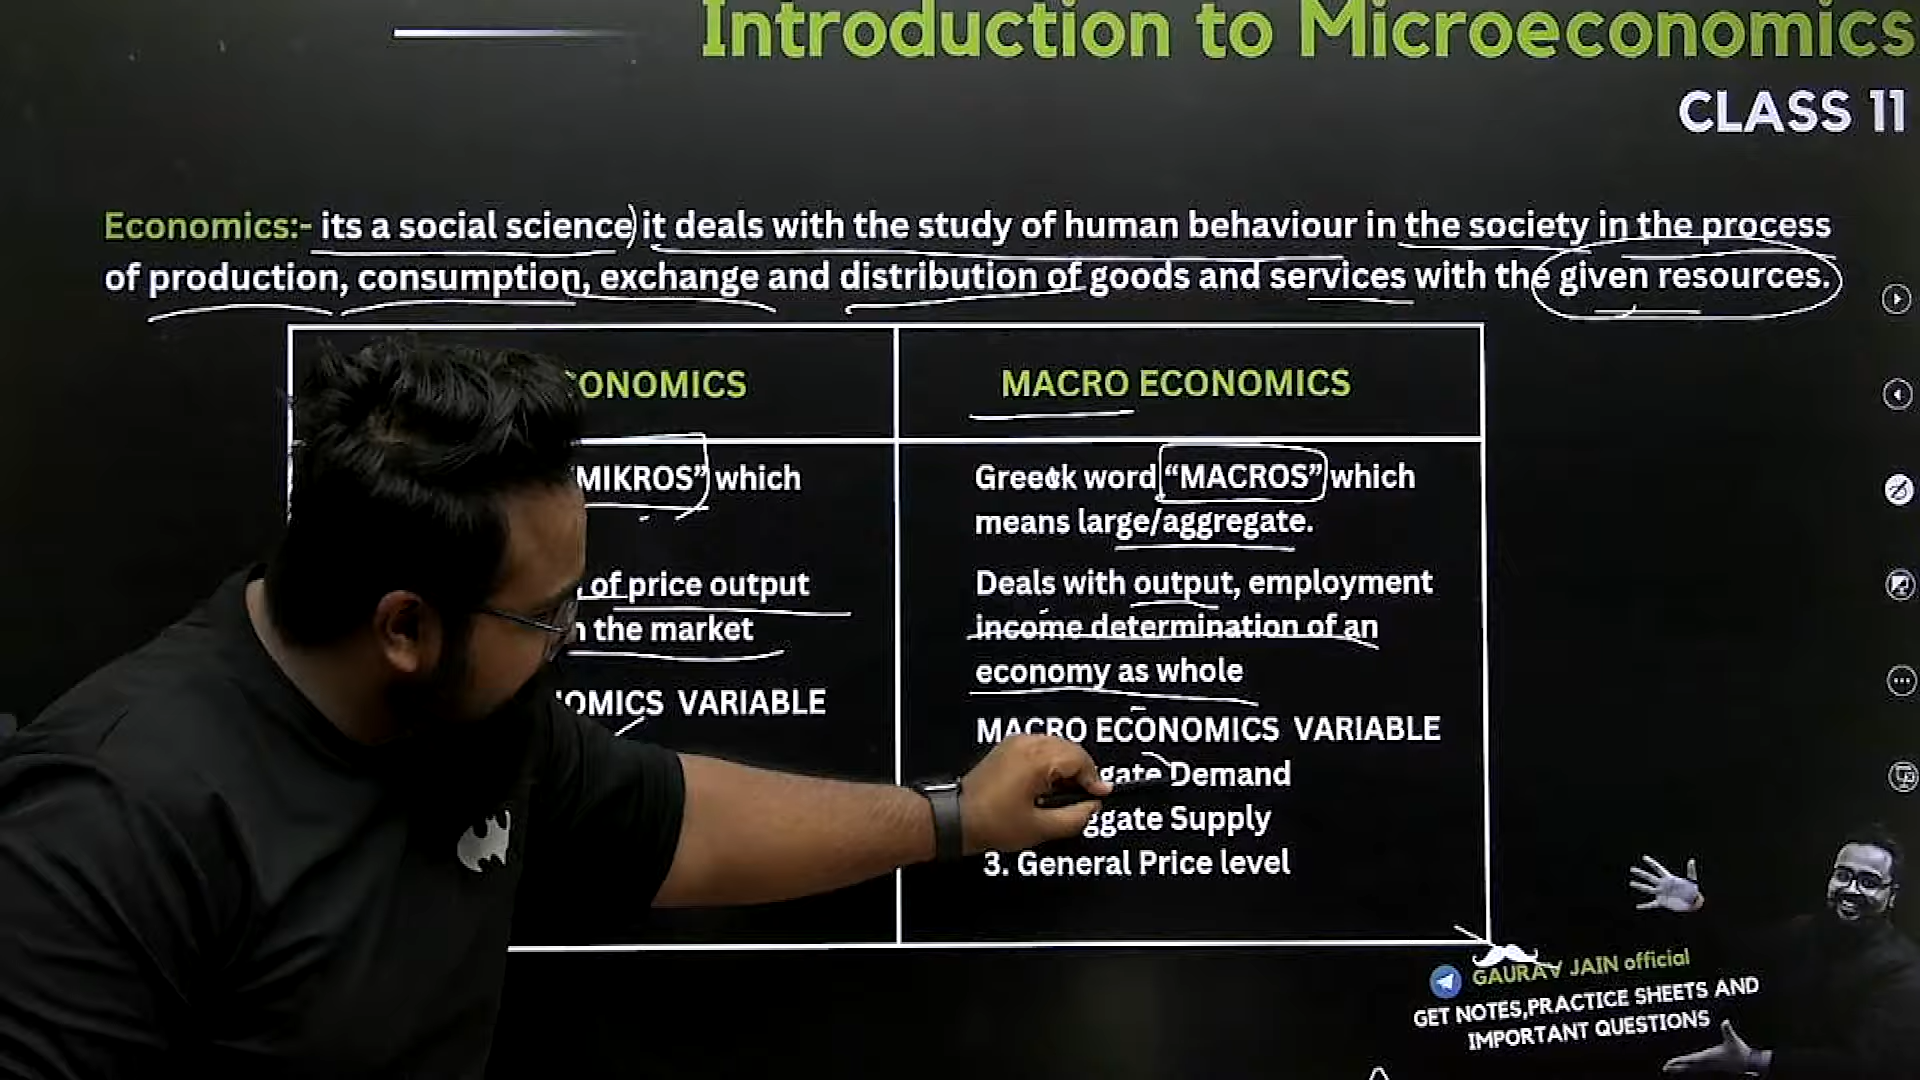 Introduction to Microeconomics
CLASS 11
Economics:- its a social science) it deals with the study of human behaviour in the society in the process
of production, consumption, exchange and distribution of goods and services with the given resources.
MACRO ECONOMICS
"MIKROS" which
of price output
the market
VARIABLE
Greeck word "MACROS" which
means large/aggregate.
Deals with output, employment
income determination of an
economy as whole
MACRO ECONOMICS VARIABLE
Demand
Supply
3. General Price level
GAURAV JAIN official
GET NOTES,PRACTICE SHEETS AND
IMPORTANT QUESTIONS